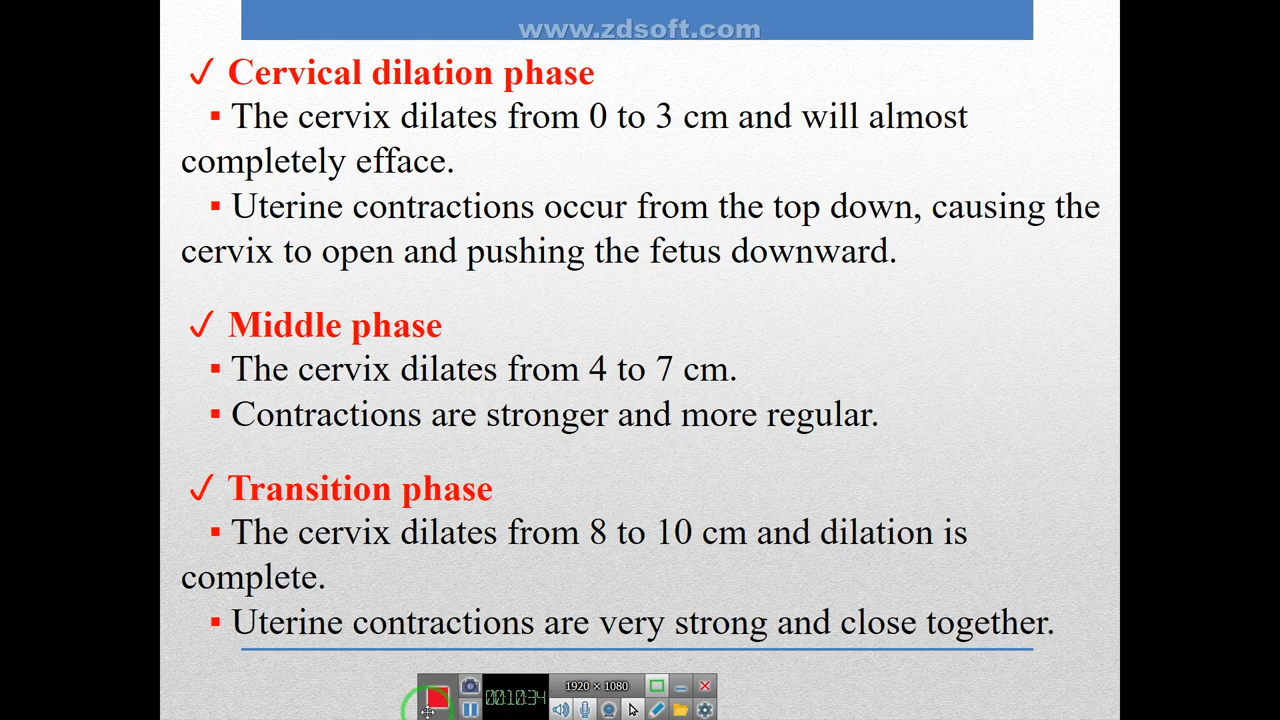 www.zdsoft.com
✓ Cervical dilation phase
▪ The cervix dilates from 0 to 3 cm and will almost
completely efface.
▪ Uterine contractions occur from the top down, causing the
cervix to open and pushing the fetus downward.
✓ Middle phase
▪ The cervix dilates from 4 to 7 cm.
▪ Contractions are stronger and more regular.
✓ Transition phase
▪ The cervix dilates from 8 to 10 cm and dilation is
complete.
▪ Uterine contractions are very strong and close together.
1920 × 1080